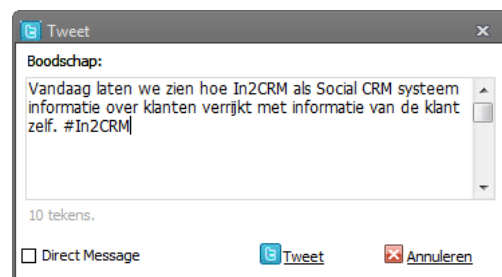 Tweet
Boodschap:
Vandaag laten we zien hoe In2CRM als Social CRM systeem
informatie over klanten verrijkt met informatie van de klant
zelf. #In2CRM
10 tekens.
Direct Message
Tweet
Annuleren